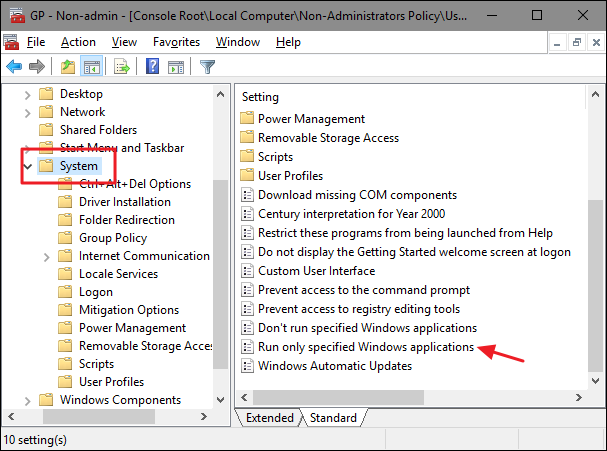 GP - Non-admin - [Console Root\Local Computer\Non-Administrators Policy\Us...
File Action View Favorites Window Help
Desktop
Network
Shared Folders
Start Menu and Taskbar
System
Ctrl+Alt+Del Options
Driver Installation
Folder Redirection
Group Policy
Internet Communication
Locale Services
Logon
Mitigation Options
Power Management
Removable Storage Acces
Scripts
User Profiles
Windows Components
Setting
Power Management
Removable Storage Access
Scripts
User Profiles
Download missing COM components
Century interpretation for Year 2000
Restrict these programs from being launched from Help
Do not display the Getting Started welcome screen at logon
Custom User Interface
Prevent access to the command prompt
Prevent access to registry editing tools
Don't run specified Windows applications
Run only specified Windows applications
Windows Automatic Updates
Extended Standard
10 setting(s)